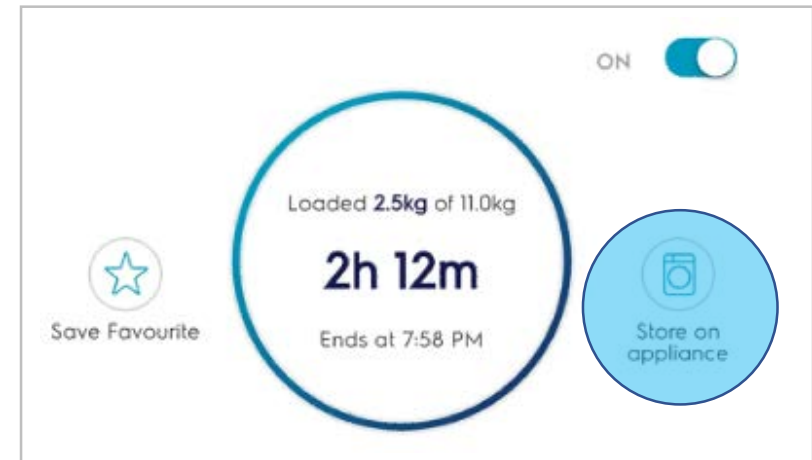 ON
Loaded 2.5kg of 11.0kg
2h 12m
Ends at 7:58 PM
Save Favourite
Store on
appliance